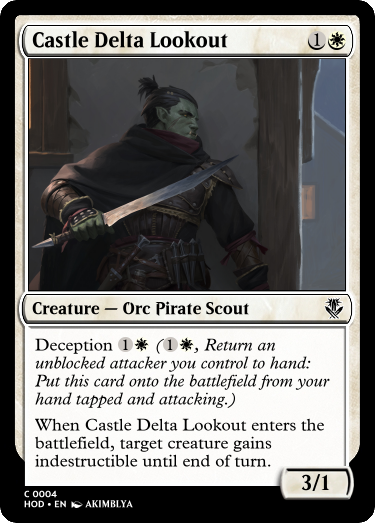 Castle Delta Lookout 1
Creature — Orc Pirate Scout
Deception 1 (1, Return an
unblocked attacker you control to hand:
Put this card onto the battlefield from your
hand tapped and attacking.)
When Castle Delta Lookout enters the
battlefield, target creature gains
indestructible until end of turn.
3/1
C 0004
HOD • EN AKIMBLYA